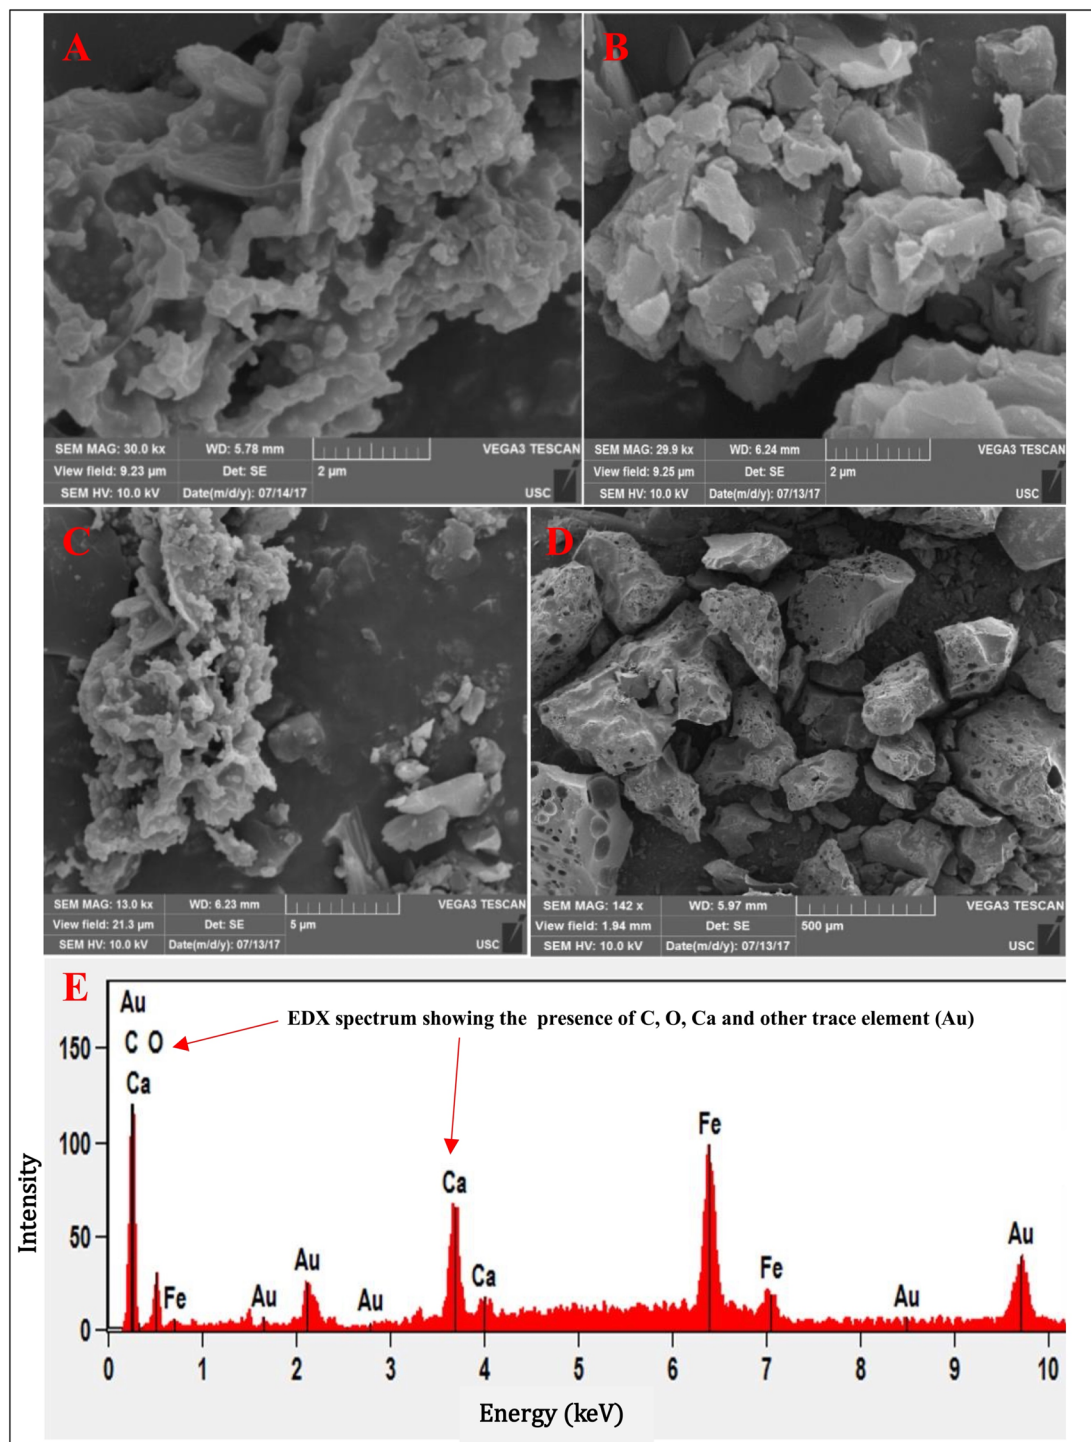 A
SEM MAG: 30.0 kx WD: 5.78 mm VEGA3 TESCAN
View field: 9.23 µm Det: SE 2 µm
SEM HV: 10.0 kV Date(m/d/y): 07/14/17 USC
B
SEM MAG: 29.9 kx WD: 6.24 mm VEGA3 TESCAN
View field: 9.25 µm Det: SE 2 µm
SEM HV: 10.0 kV Date(m/d/y): 07/13/17 USC
C
SEM MAG: 13.0 kx WD: 6.23 mm VEGA3 TESCAN
View field: 21.3 µm Det: SE 5 µm
SEM HV: 10.0 kV Date(m/d/y): 07/13/17 USC
D
SEM MAG: 142 x WD: 5.97 mm VEGA3 TESCAN
View field: 1.94 mm Det: SE 500 µm
SEM HV: 10.0 kV Date(m/d/y): 07/13/17 USC
E
EDX spectrum showing the presence of C, O, Ca and other trace element (Au)
Au
C O
Ca
Fe
Au
Au
Au
Ca
Ca
Fe
Fe
Au
Au
150
100
50
0
Intensity
0 1 2 3 4 5 6 7 8 9 10
Energy (keV)